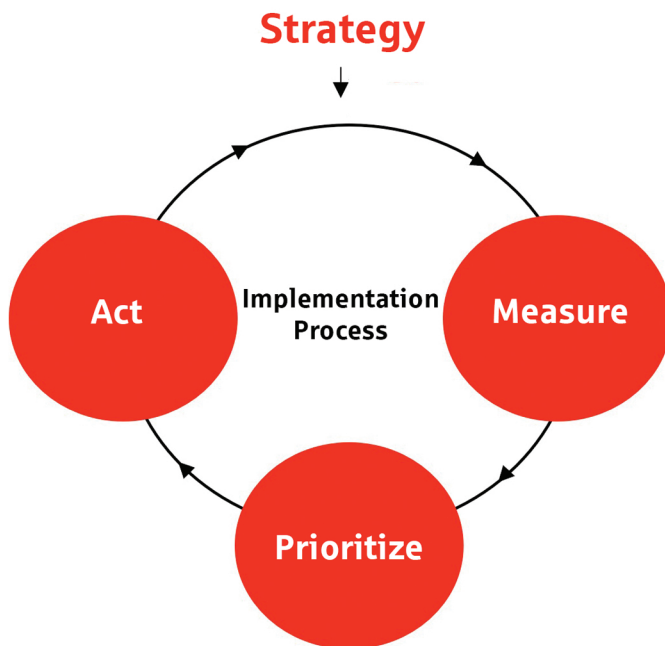 Strategy
Act
Implementation
Process
Measure
Prioritize